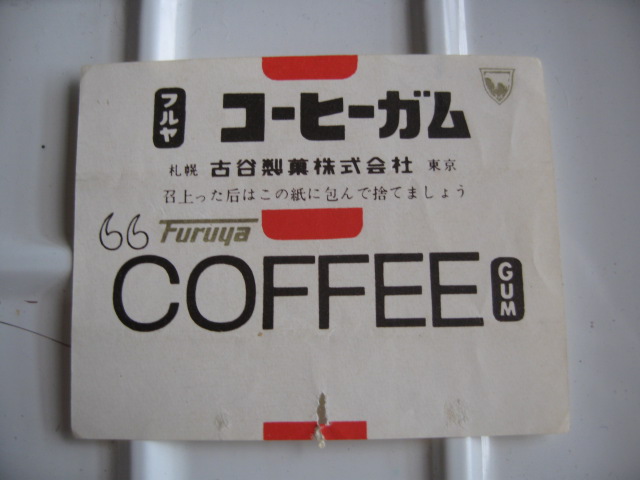 フルヤ コーヒーガム
札幌 古谷製菓株式会社 東京
召上った后はこの紙に包んで捨てましょう
Furuya
COFFEE GUM